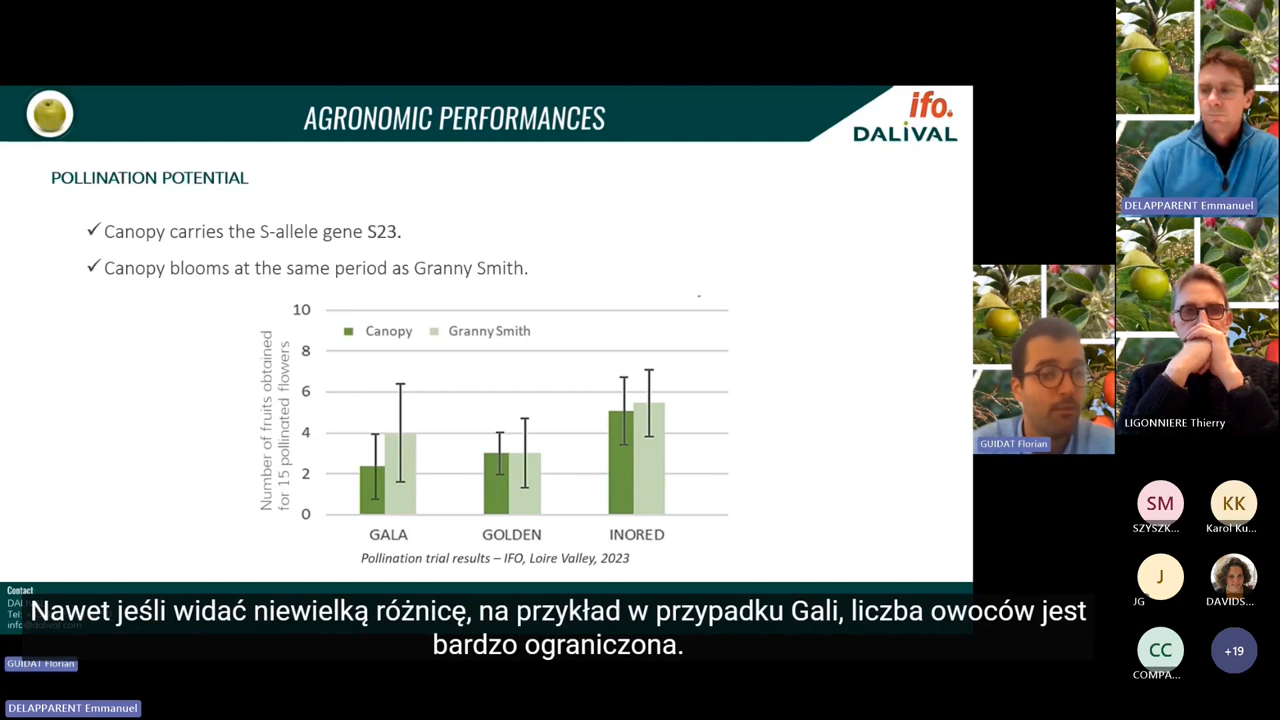 AGRONOMIC PERFORMANCES
ifo.
DALIVAL
POLLINATION POTENTIAL
✓ Canopy carries the S-allele gene S23.
✓ Canopy blooms at the same period as Granny Smith.
Number of fruits obtained
for 15 pollinated flowers
10
8
6
4
2
0
Canopy
Granny Smith
GALA
GOLDEN
INORED
Pollination trial results – IFO, Loire Valley, 2023
Contact
Nawet jeśli widać niewielką różnicę, na przykład w przypadku Gali, liczba owoców jest
bardzo ograniczona.
GUIDAT Florian
DELAPPARENT Emmanuel
DELAPPARENT Emmanuel
GUIDAT Florian
LIGONNIERE Thierry
SM
SZYSZK...
KK
Karol Ku...
J
JG
DAVIDS...
CC
COMPA...
+19